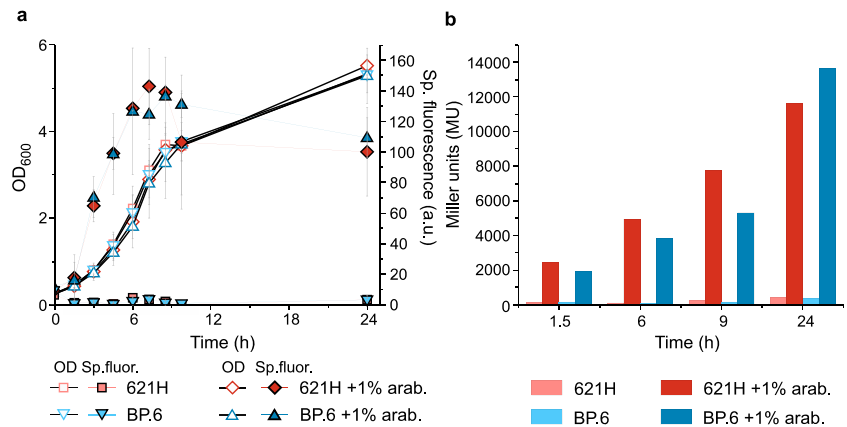 a
b
6
4
2
0
OD600
160
140
120
100
80
60
40
20
0
Sp. fluorescence (a.u.)
0 6 12 18 24
Time (h)
OD Sp.fluor.
OD Sp.fluor.
621H
621H +1% arab.
BP.6
BP.6 +1% arab.
14000
12000
10000
8000
6000
4000
2000
0
Miller units (MU)
1.5 6 9 24
Time (h)
621H
621H +1% arab.
BP.6
BP.6 +1% arab.